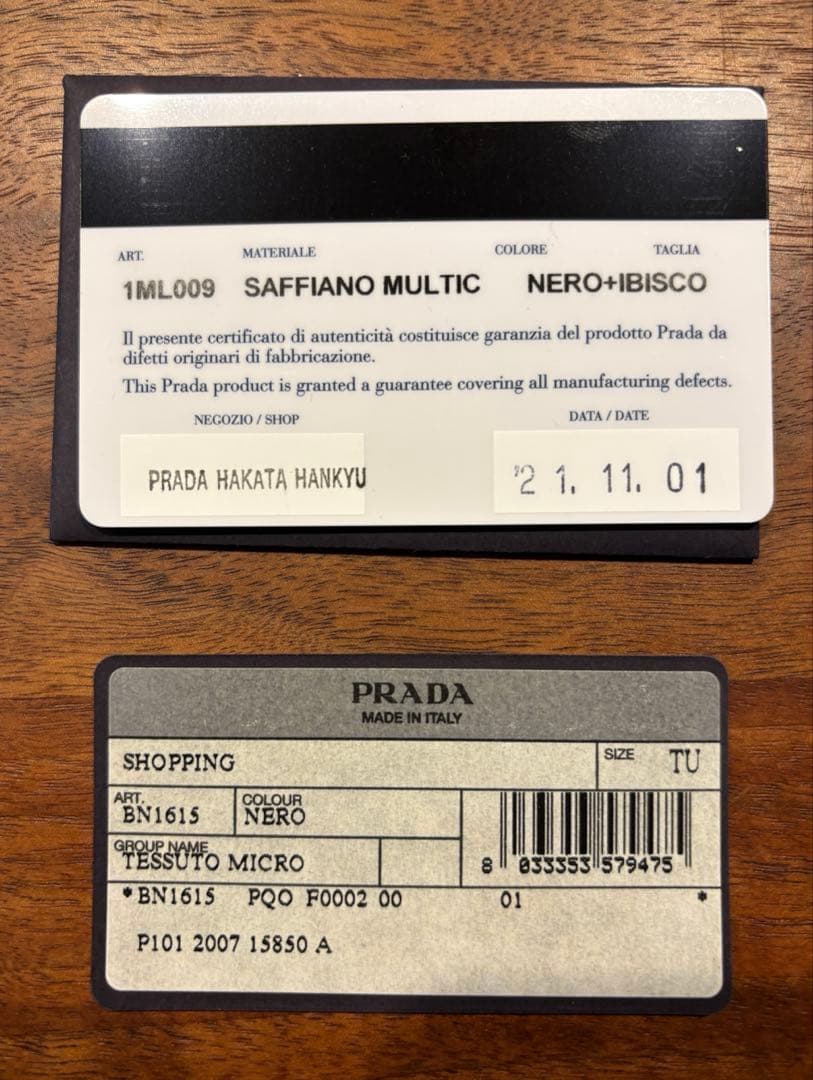 ART. MATERIALE COLORE TAGLIA
1ML009 SAFFIANO MULTIC NERO+IBISCO
Il presente certificato di autenticità costituisce garanzia del prodotto Prada da
difetti originari di fabbricazione.
This Prada product is granted a guarantee covering all manufacturing defects.
NEGOZIO / SHOP DATA / DATE
PRADA HAKATA HANKYU '21. 11. 01
PRADA
MADE IN ITALY
SHOPPING SIZE TU
ART. COLOUR
BN1615 NERO
GROUP NAME
TESSUTO MICRO
8 033353 579475
*BN1615 PQO F0002 00 01 *
P101 2007 15850 A